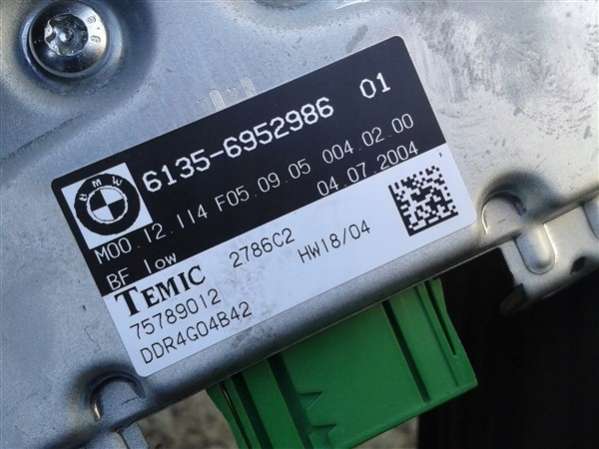 BMW
6135-6952986 01
M00.12.114 F05.09.05 004.02.00
BF low 04.07.2004
TEMIC 2786C2 HW18/04
75789012
DDR4G04B42